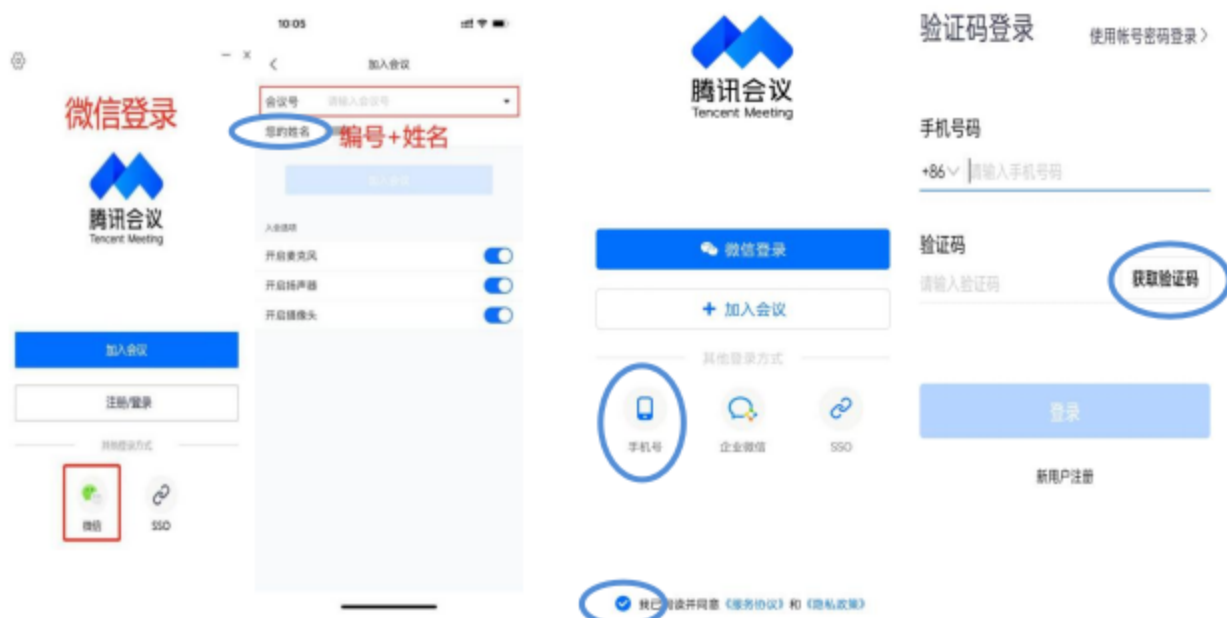 微信登录
腾讯会议
Tencent Meeting
加入会议
注册/登录
其他登录方式
微信
SSO
10:05
加入会议
会议号 请输入会议号
您的姓名
编号+姓名
加入会议
入会选项
开启麦克风
开启扬声器
开启摄像头
腾讯会议
Tencent Meeting
微信登录
+ 加入会议
其他登录方式
手机号
企业微信
SSO
我已阅读并同意《服务协议》和《隐私政策》
验证码登录
使用帐号密码登录 >
手机号码
+86 请输入手机号码
验证码
请输入验证码
获取验证码
登录
新用户注册